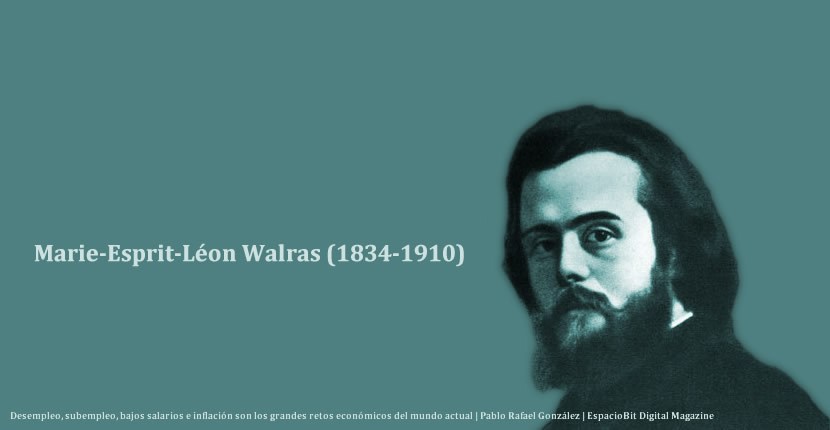 Marie-Esprit-Léon Walras (1834-1910)
Desempleo, subempleo, bajos salarios e inflación son los grandes retos económicos del mundo actual | Pablo Rafael González | EspacioBit Digital Magazine